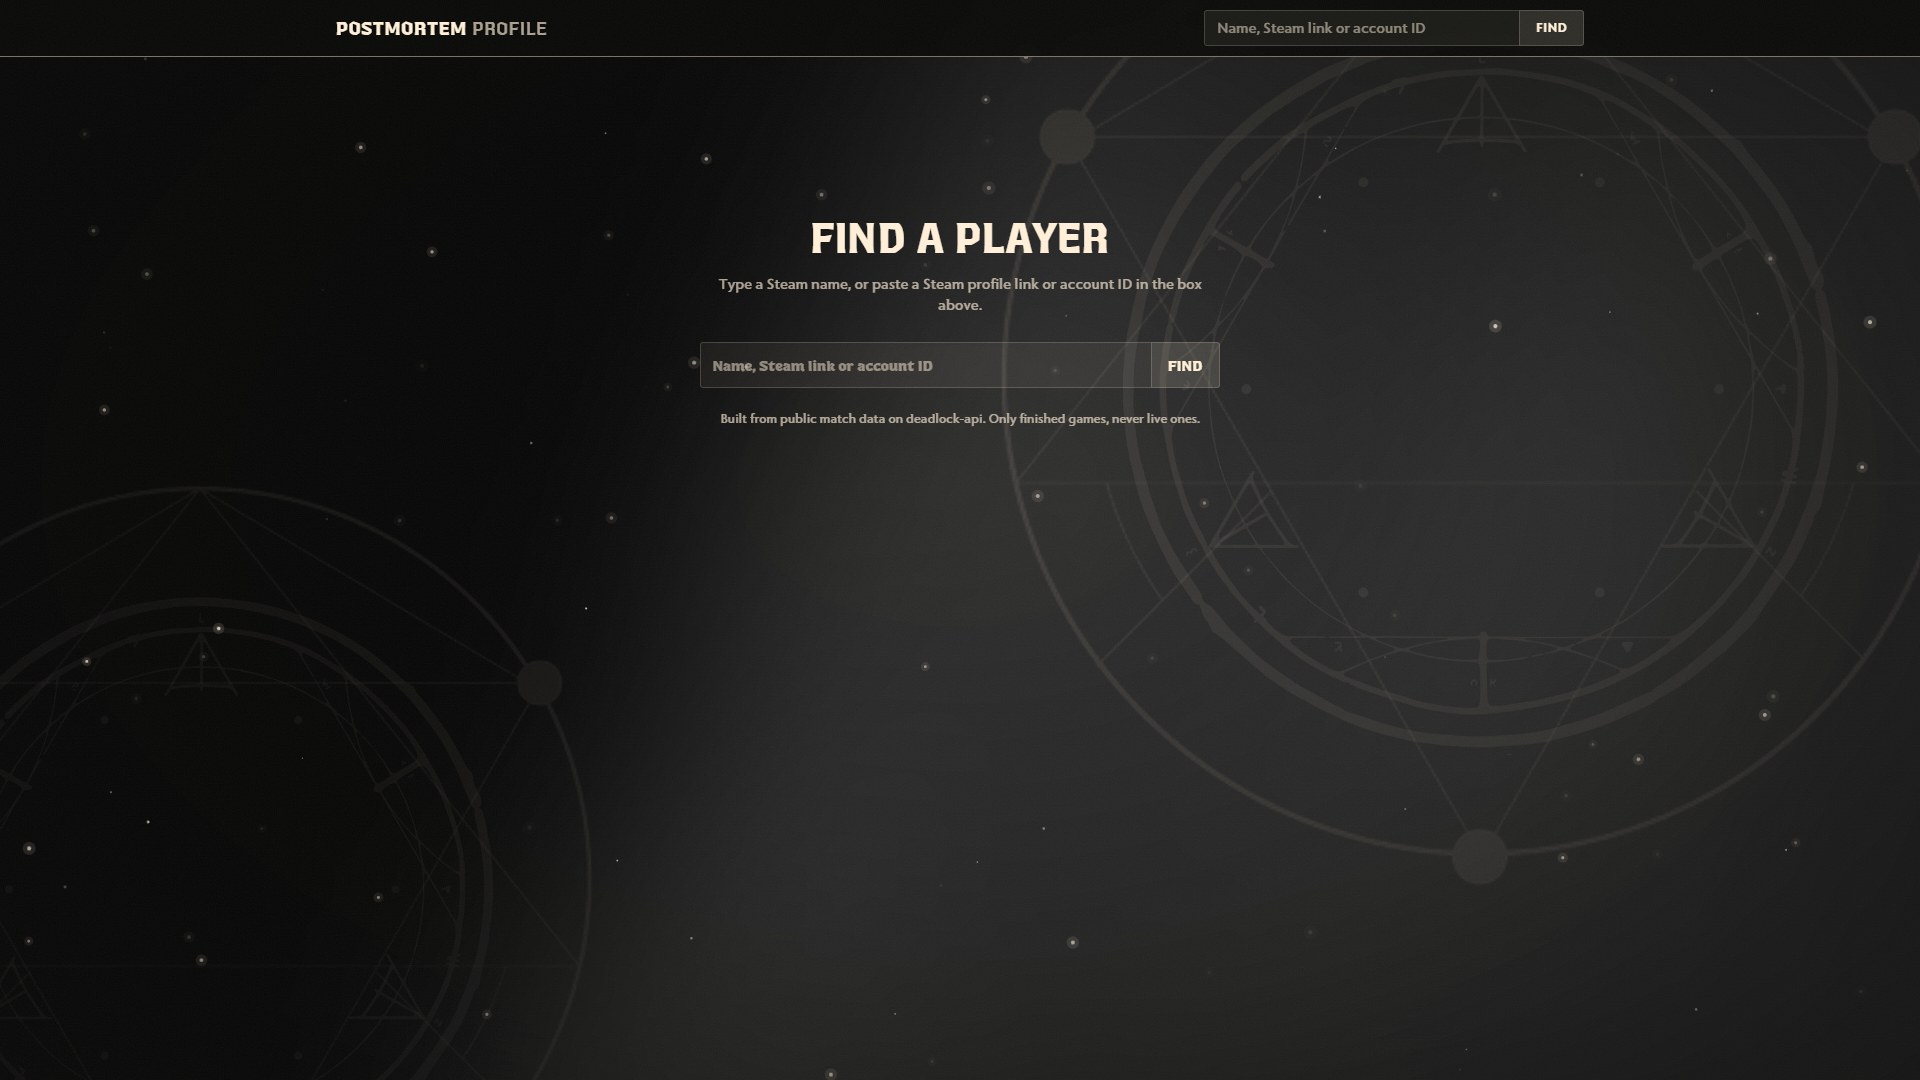 POSTMORTEM PROFILE
Name, Steam link or account ID
FIND
FIND A PLAYER
Type a Steam name, or paste a Steam profile link or account ID in the box
above.
Name, Steam link or account ID
FIND
Built from public match data on deadlock-api. Only finished games, never live ones.